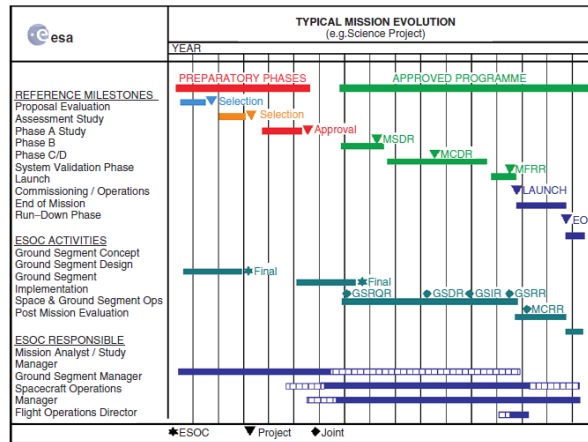 esa
TYPICAL MISSION EVOLUTION
(e.g.Science Project)
YEAR
PREPARATORY PHASES
APPROVED PROGRAMME
REFERENCE MILESTONES
Proposal Evaluation
Selection
Assessment Study
Selection
Phase A Study
Approval
Phase B
MSDR
Phase C/D
MCDR
System Validation Phase
MFRR
Launch
LAUNCH
Commissioning / Operations
End of Mission
EO
Run-Down Phase
ESOC ACTIVITIES
Ground Segment Concept
Final
Ground Segment Design
Final
Ground Segment
Implementation
GSRQR
GSDR
GSIR
GSRR
Space & Ground Segment Ops
MCRR
Post Mission Evaluation
ESOC RESPONSIBLE
Mission Analyst / Study
Manager
Ground Segment Manager
Spacecraft Operations
Manager
Flight Operations Director
ESOC
Project
Joint